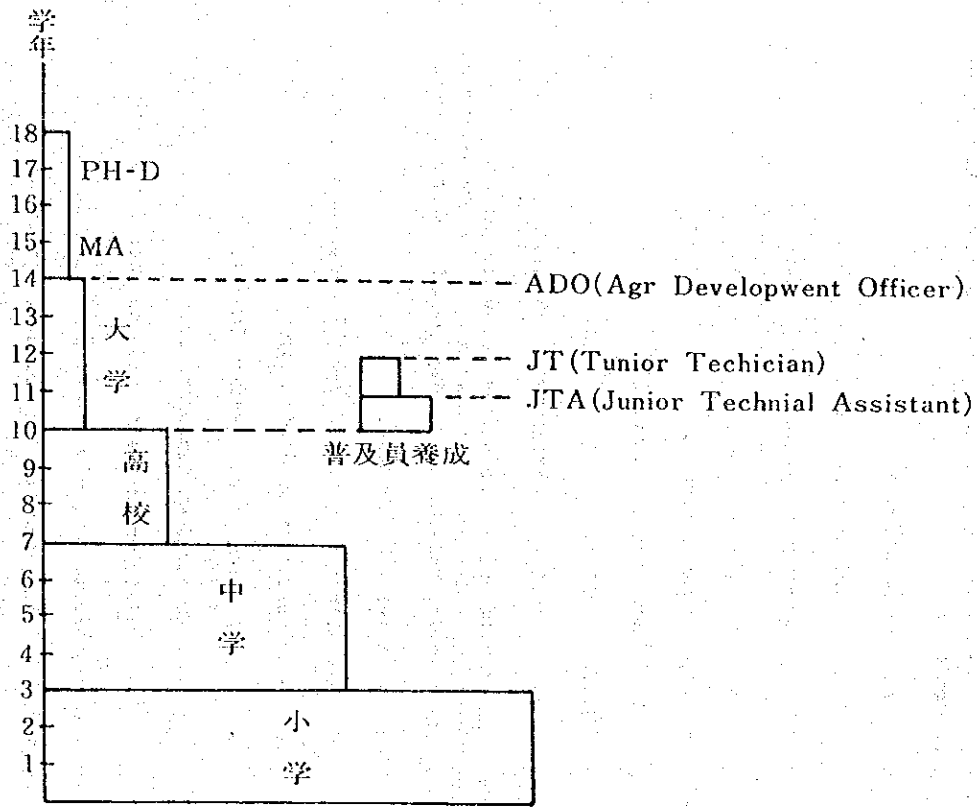 学年
18
17
PH-D
16
15
MA
14
ADO(Agr Developwent Officer)
13
大学
12
JT(Tunior Techician)
11
JTA(Junior Technial Assistant)
10
普及員養成
9
高校
8
7
6
中学
5
4
3
2
小学
1